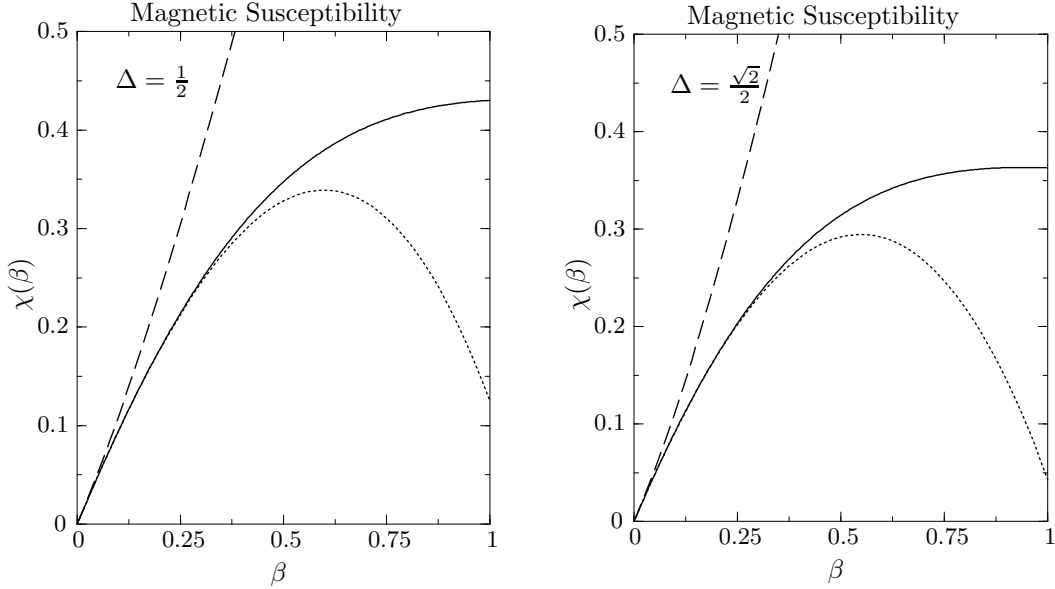 Magnetic Susceptibility
Δ = 1/2
χ(β)
0.5
0.4
0.3
0.2
0.1
0
0 0.25 0.5 0.75 1
β
Magnetic Susceptibility
Δ = √2/2
χ(β)
0.5
0.4
0.3
0.2
0.1
0
0 0.25 0.5 0.75 1
β